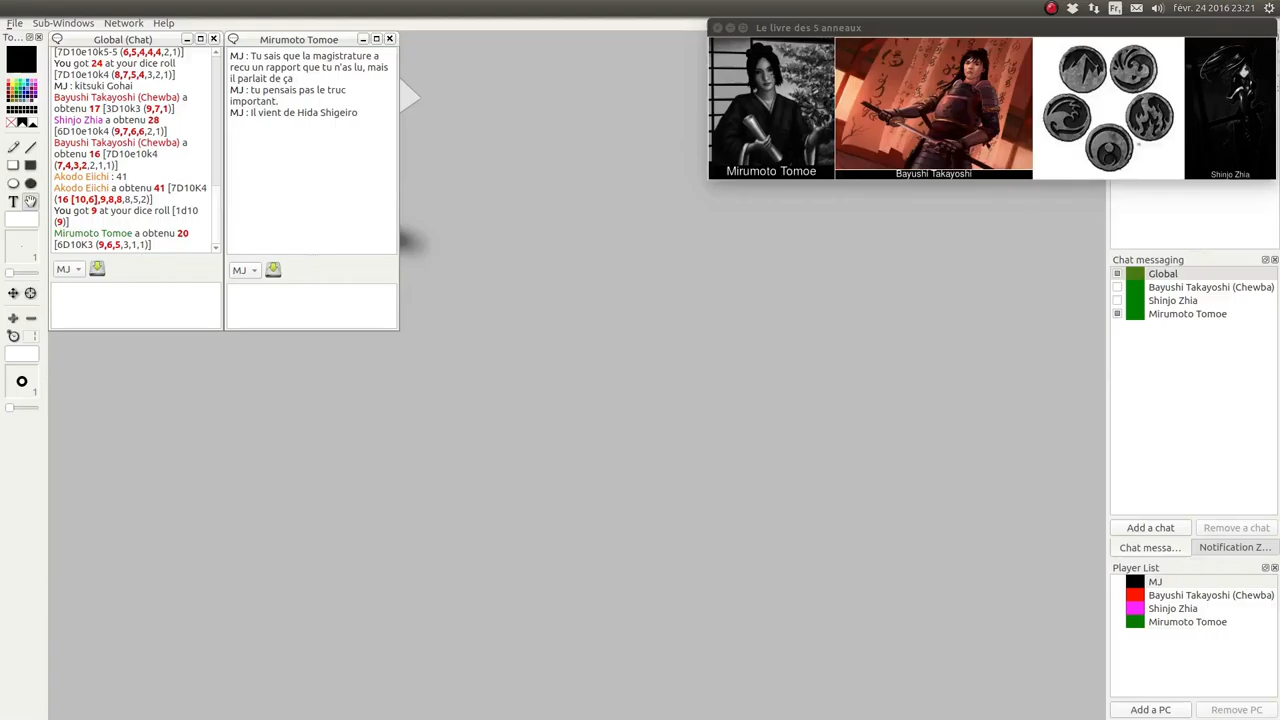 Fr,
févr. 24 2016 23:21
File Sub-Windows Network Help
Le livre des 5 anneaux
To...
Global (Chat)
[7D10e10k5-5 (6,5,4,4,4,2,1)]
You got 24 at your dice roll
[7D10e10k4 (8,7,5,4,3,2,1)]
MJ : kitsuki Gohai
Bayushi Takayoshi (Chewba) a
obtenu 17 [3D10k3 (9,7,1)]
Shinjo Zhia a obtenu 28
[6D10e10k4 (9,7,6,6,2,1)]
Bayushi Takayoshi (Chewba) a
obtenu 16 [7D10e10k4
(7,4,3,2,2,1,1)]
Akodo Eiichi : 41
Akodo Eiichi a obtenu 41 [7D10K4
(16 [10,6],9,8,8,8,5,2)]
You got 9 at your dice roll [1d10
(9)]
Mirumoto Tomoe a obtenu 20
[6D10K3 (9,6,5,3,1,1)]
MJ
Mirumoto Tomoe
MJ : Tu sais que la magistrature a
recu un rapport que tu n'as lu, mais
il parlait de ça
MJ : tu pensais pas le truc
important.
MJ : Il vient de Hida Shigeiro
MJ
Mirumoto Tomoe
Bayushi Takayoshi
Shinjo Zhia
T
1
1
Chat messaging
Global
Bayushi Takayoshi (Chewba)
Shinjo Zhia
Mirumoto Tomoe
Add a chat
Remove a chat
Chat messa...
Notification Z...
Player List
MJ
Bayushi Takayoshi (Chewba)
Shinjo Zhia
Mirumoto Tomoe
Add a PC
Remove PC